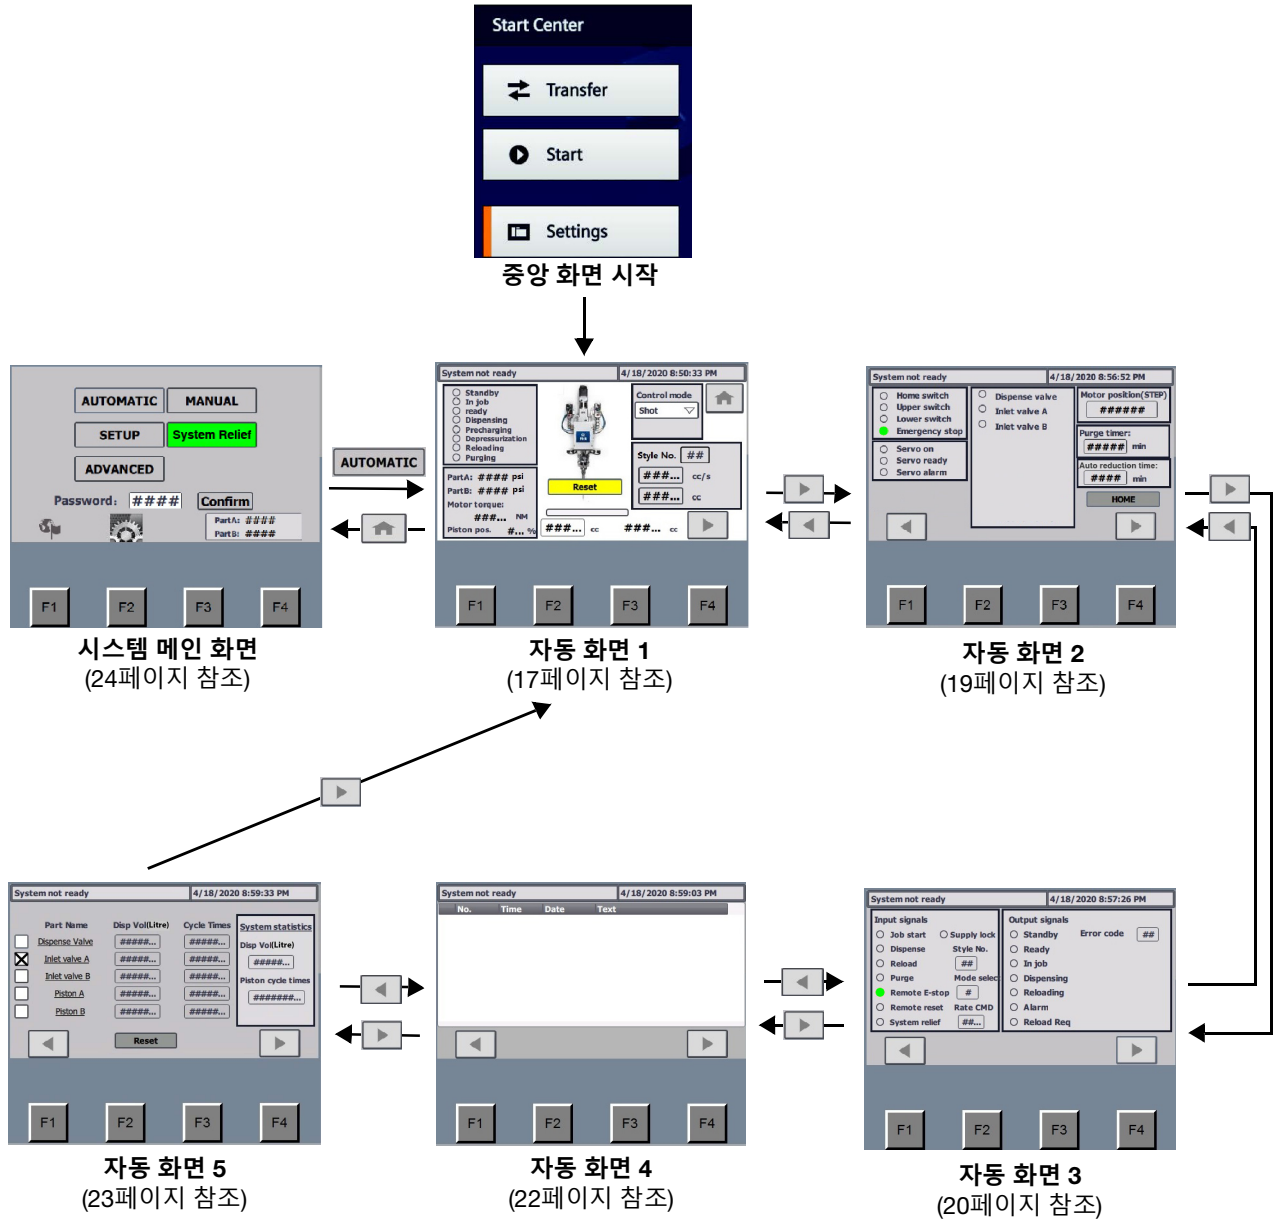 Start Center
Transfer
Start
Settings
중앙 화면 시작
AUTOMATIC MANUAL
SETUP System Relief
ADVANCED
Password: #### Confirm
PartA: ####
PartB: ####
F1 F2 F3 F4
시스템 메인 화면
(24페이지 참조)
AUTOMATIC
System not ready 4/18/2020 8:50:33 PM
Standby
In job
ready
Dispensing
Precharging
Depressurization
Reloading
Purging
Control mode
Shot
Style No. ##
###... cc/s
###... cc
PartA: #### psi
PartB: #### psi
Motor torque:
###... NM
Piston pos. #... %
Reset
###... cc ###... cc
F1 F2 F3 F4
자동 화면 1
(17페이지 참조)
System not ready 4/18/2020 8:56:52 PM
Home switch
Upper switch
Lower switch
Emergency stop
Servo on
Servo ready
Servo alarm
Dispense valve
Inlet valve A
Inlet valve B
Motor position(STEP)
######
Purge timer:
##### min
Auto reduction time:
#### min
HOME
F1 F2 F3 F4
자동 화면 2
(19페이지 참조)
System not ready 4/18/2020 8:59:33 PM
Part Name Disp Vol(Litre) Cycle Times
Dispense Valve #####... #####...
Inlet valve A #####... #####...
Inlet valve B #####... #####...
Piston A #####... #####...
Piston B #####... #####...
System statistics
Disp Vol(Litre)
#####...
Piston cycle times
#######...
Reset
F1 F2 F3 F4
자동 화면 5
(23페이지 참조)
System not ready 4/18/2020 8:59:03 PM
No. Time Date Text
F1 F2 F3 F4
자동 화면 4
(22페이지 참조)
System not ready 4/18/2020 8:57:26 PM
Input signals
Job start Supply lock
Dispense Style No.
Reload ##
Purge Mode selec
Remote E-stop #
Remote reset Rate CMD
System relief ##...
Output signals
Standby Error code ##
Ready
In job
Dispensing
Reloading
Alarm
Reload Req
F1 F2 F3 F4
자동 화면 3
(20페이지 참조)